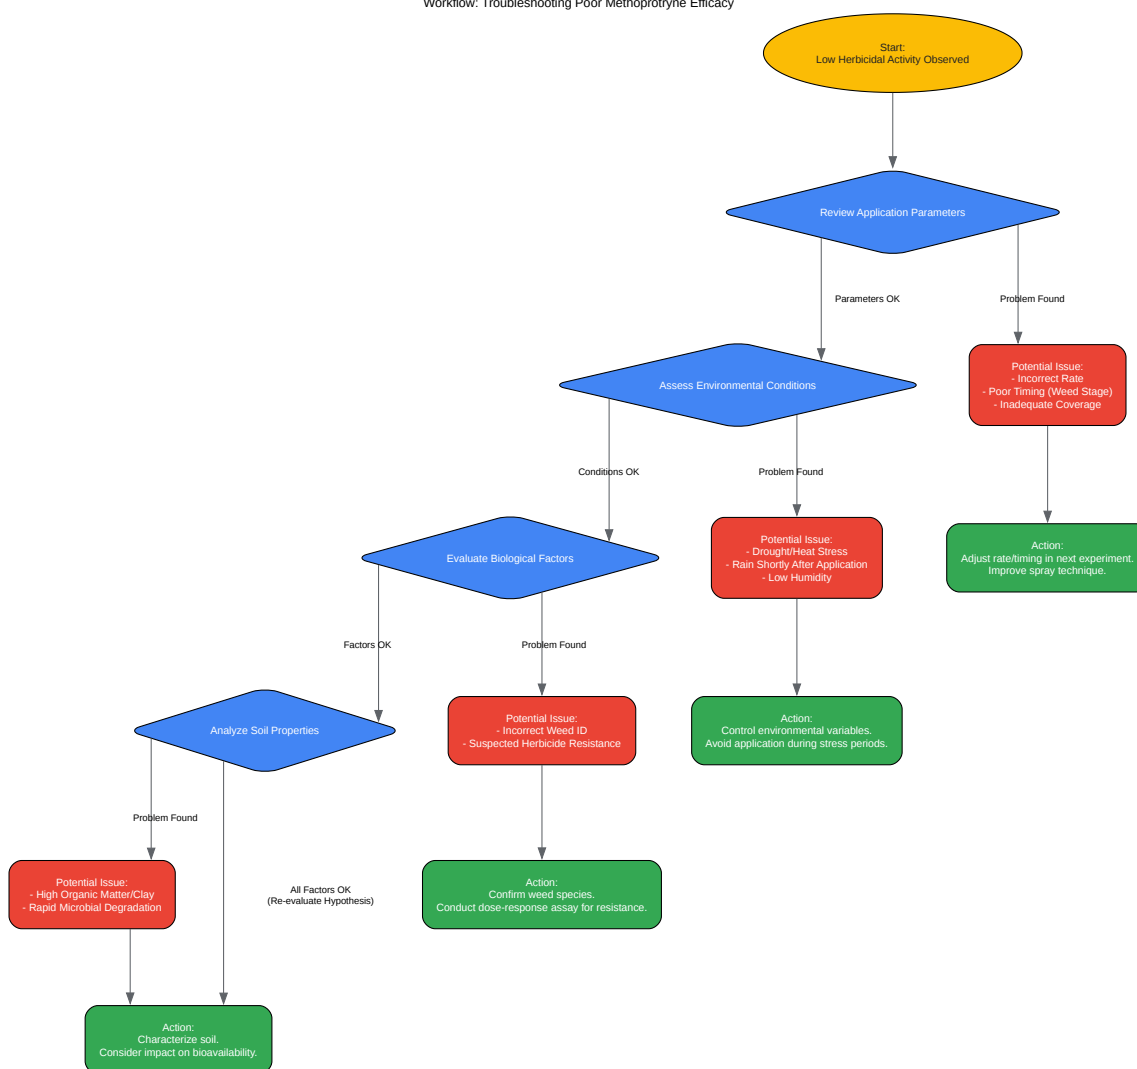 Workflow: Troubleshooting Poor Methoprotryne Efficacy
Start:
Low Herbicidal Activity Observed
Review Application Parameters
Parameters OK
Problem Found
Potential Issue:
- Incorrect Rate
- Poor Timing (Weed Stage)
- Inadequate Coverage
Assess Environmental Conditions
Conditions OK
Problem Found
Action:
Adjust rate/timing in next experiment.
Improve spray technique.
Potential Issue:
- Drought/Heat Stress
- Rain Shortly After Application
- Low Humidity
Evaluate Biological Factors
Factors OK
Problem Found
Action:
Control environmental variables.
Avoid application during stress periods.
Potential Issue:
- Incorrect Weed ID
- Suspected Herbicide Resistance
Analyze Soil Properties
Problem Found
All Factors OK
(Re-evaluate Hypothesis)
Action:
Confirm weed species.
Conduct dose-response assay for resistance.
Potential Issue:
- High Organic Matter/Clay
- Rapid Microbial Degradation
Action:
Characterize soil.
Consider impact on bioavailability.